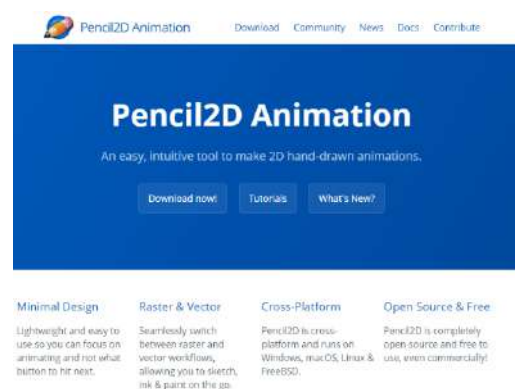 Pencil2D Animation
Download Community News Docs Contribute
Pencil2D Animation
An easy, intuitive tool to make 2D hand-drawn animations.
Download now! Tutorials What's New?
Minimal Design
Lightweight and easy to
use so you can focus on
animating and not what
button to hit next.
Raster & Vector
Seamlessly switch
between raster and
vector workflows,
allowing you to sketch,
ink & paint on the go.
Cross-Platform
Pencil2D is cross-
platform and runs on
Windows, macOS, Linux &
FreeBSD.
Open Source & Free
Pencil2D is completely
open source and free to
use, even commercially!